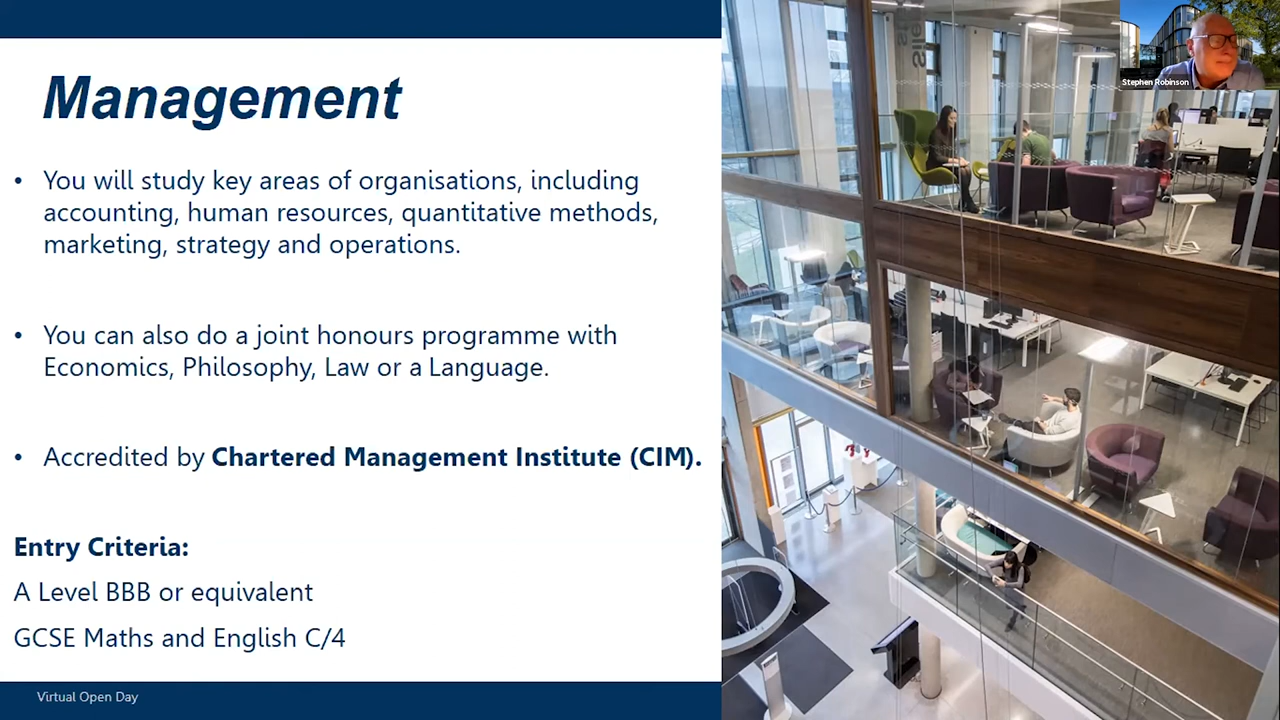 Management
• You will study key areas of organisations, including
accounting, human resources, quantitative methods,
marketing, strategy and operations.
• You can also do a joint honours programme with
Economics, Philosophy, Law or a Language.
• Accredited by Chartered Management Institute (CIM).
Entry Criteria:
A Level BBB or equivalent
GCSE Maths and English C/4
Virtual Open Day
Stephen Robinson